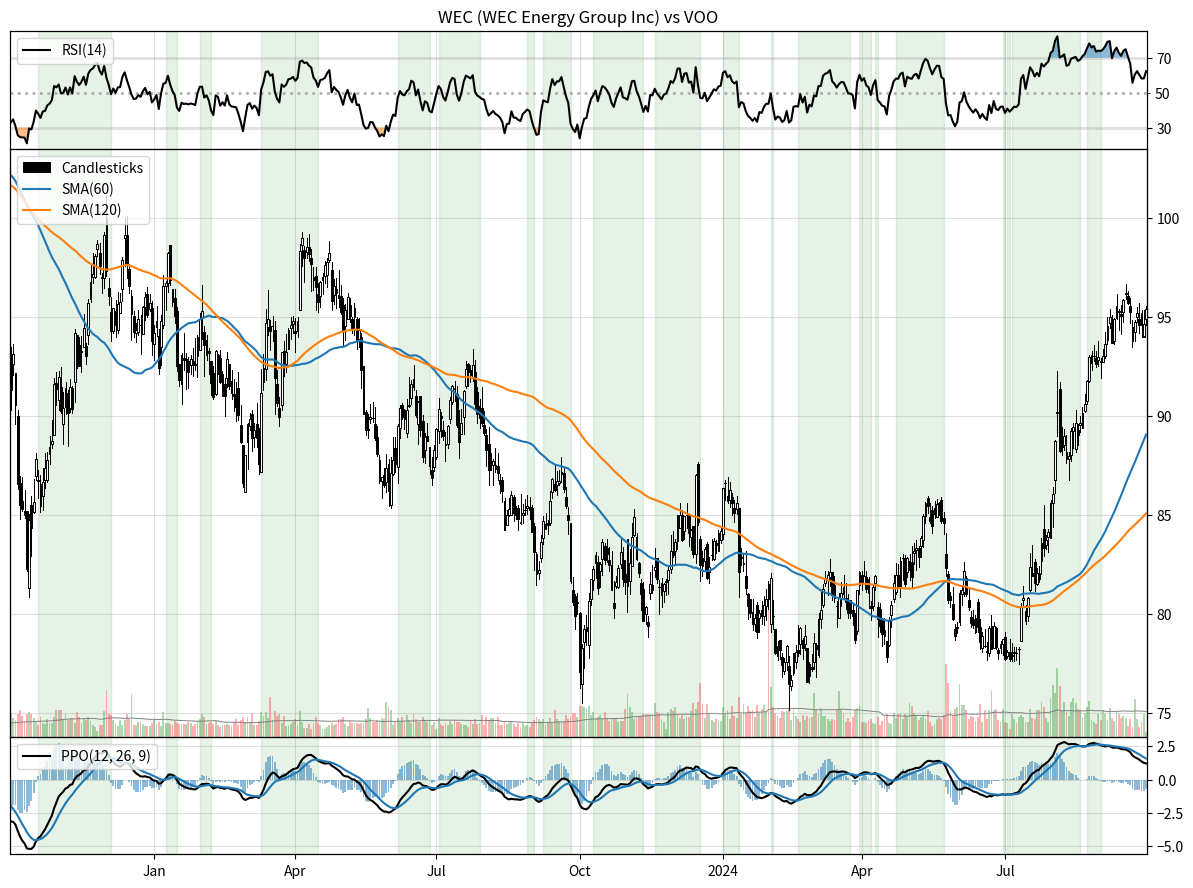 WEC (WEC Energy Group Inc) vs VOO
RSI(14)
70
50
30
Candlesticks
SMA(60)
SMA(120)
100
95
90
85
80
75
PPO(12, 26, 9)
2.5
0.0
−2.5
−5.0
Jan Apr Jul Oct 2024 Apr Jul